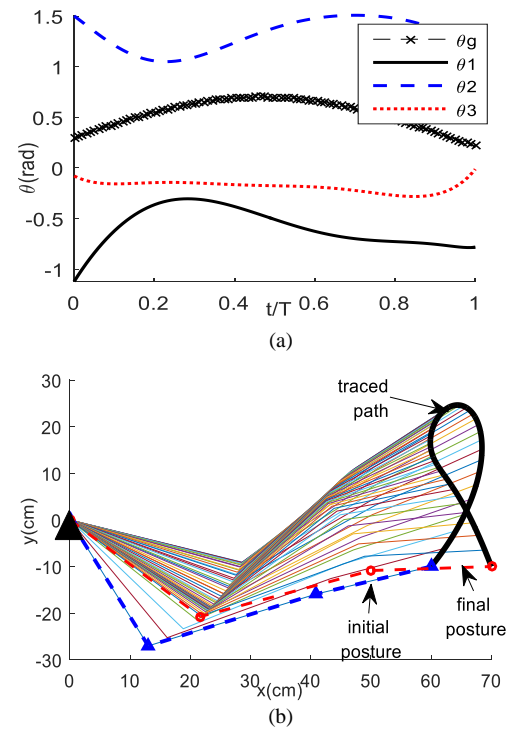 1.5
1
0.5
0
-0.5
-1
θ(rad)
θg
θ1
θ2
θ3
0
0.2
0.4
0.6
0.8
1
t/T
(a)
30
20
10
0
-10
-20
-30
y(cm)
traced
path
initial
posture
final
posture
0
10
20
30
40
50
60
70
x(cm)
(b)